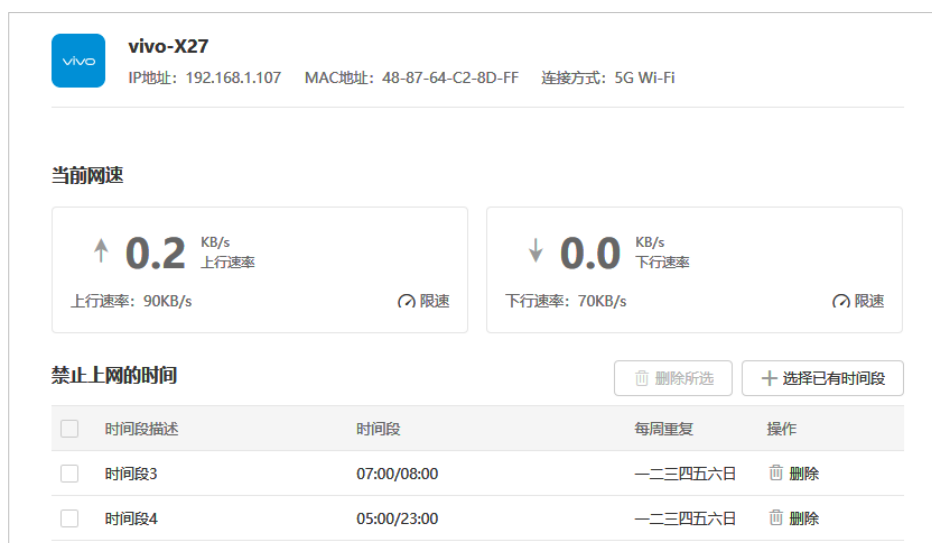 vivo
vivo-X27
IP地址：192.168.1.107 MAC地址：48-87-64-C2-8D-FF 连接方式：5G Wi-Fi
当前网速
0.2 KB/s
上行速率
上行速率：90KB/s 限速
0.0 KB/s
下行速率
下行速率：70KB/s 限速
禁止上网的时间 删除所选 选择已有时间段
时间段描述 时间段 每周重复 操作
时间段3 07:00/08:00 一二三四五六日 删除
时间段4 05:00/23:00 一二三四五六日 删除